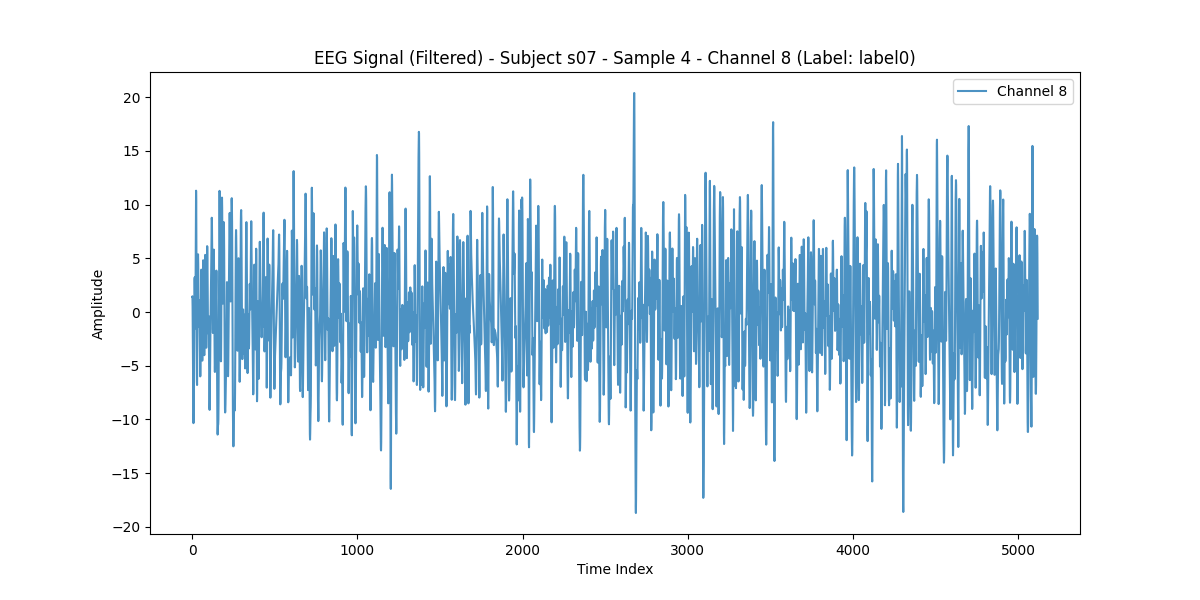 EEG Signal (Filtered) - Subject s07 - Sample 4 - Channel 8 (Label: label0)
Channel 8
20
15
10
5
0
−5
−10
−15
−20
Amplitude
0 1000 2000 3000 4000 5000
Time Index